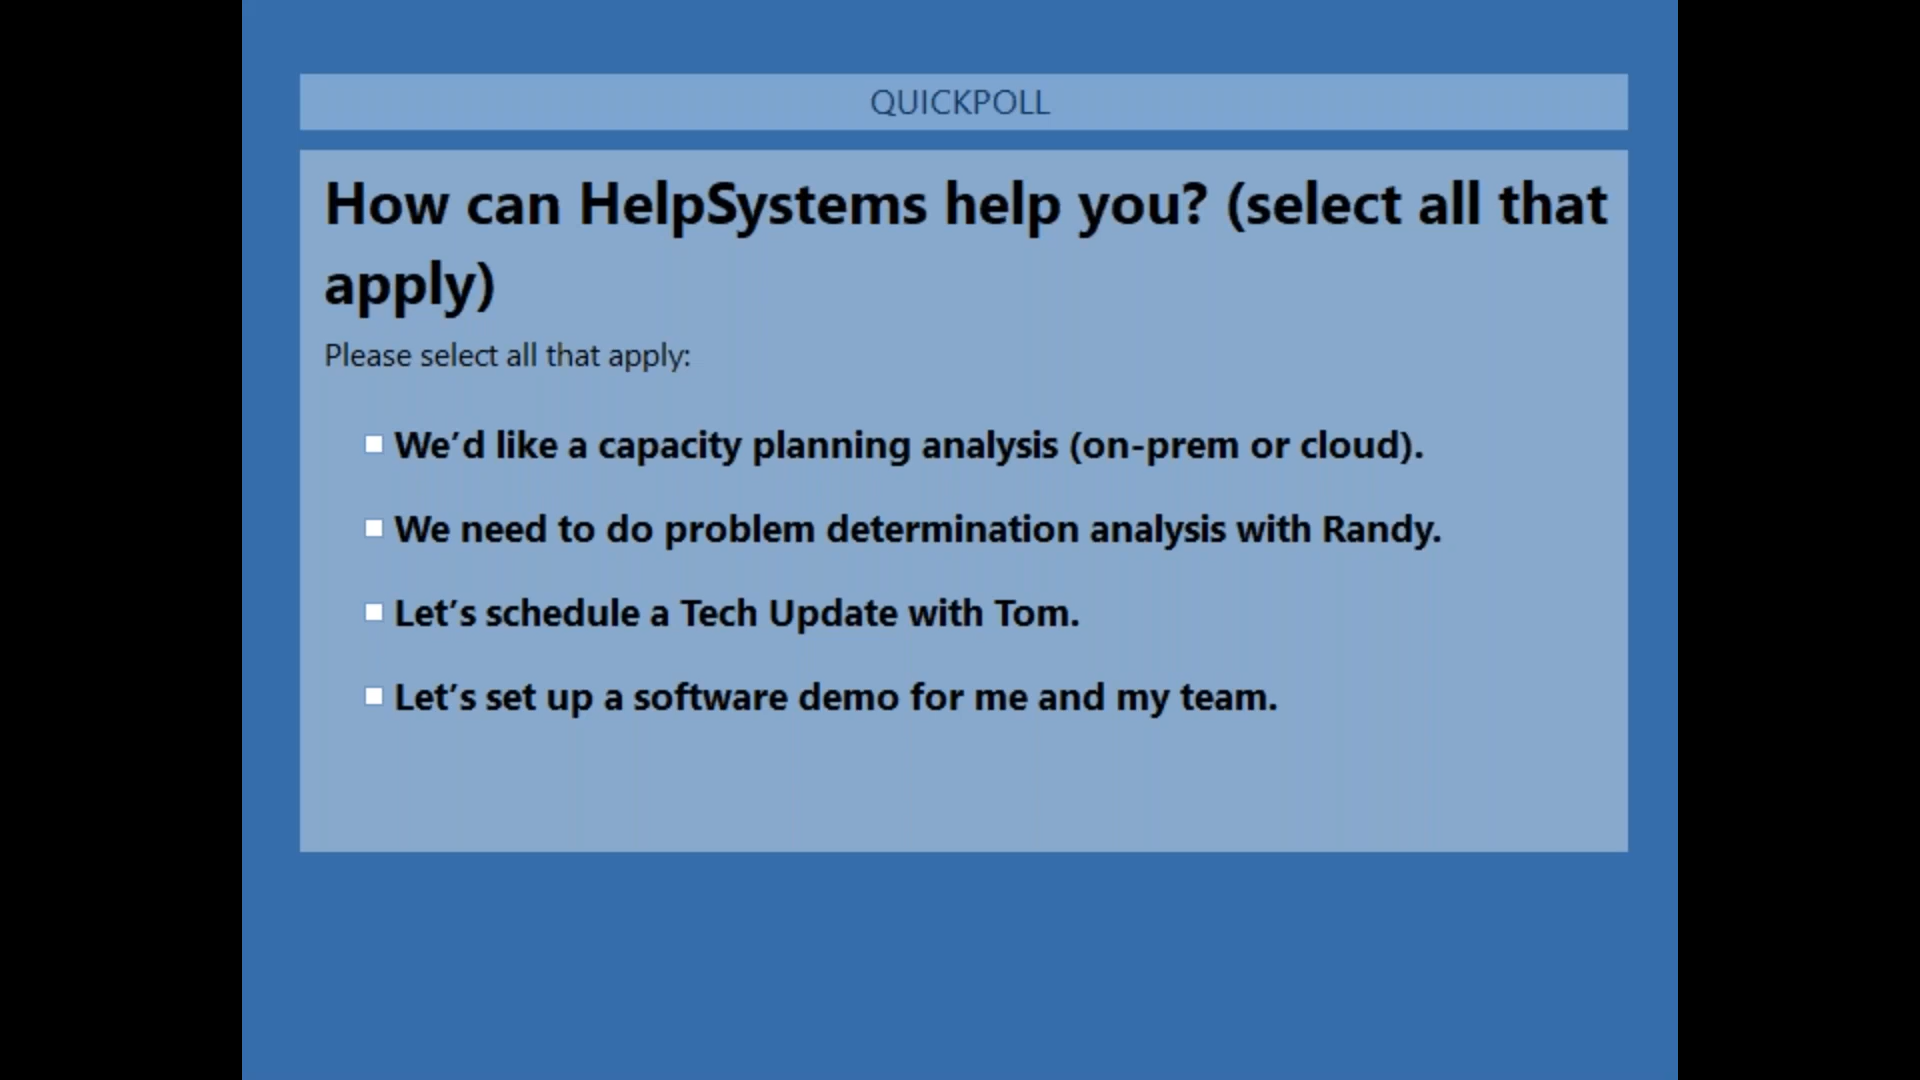 QUICKPOLL
How can HelpSystems help you? (select all that
apply)
Please select all that apply:
We’d like a capacity planning analysis (on-prem or cloud).
We need to do problem determination analysis with Randy.
Let’s schedule a Tech Update with Tom.
Let’s set up a software demo for me and my team.